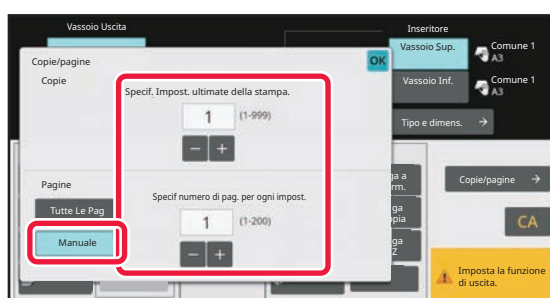 Vassoio Uscita
Inseritore
Vassoio Sup.
Comune 1
A3
Copie/pagine
OK
Copie
Vassoio Inf.
Comune 1
A3
Specif. Impost. ultimate della stampa.
1
(1-999)
Tipo e dimens.
Pagine
Specif numero di pag. per ogni impost.
Copie/pagine
Tutte Le Pag
1
(1-200)
CA
Manuale
Imposta la funzione
di uscita.